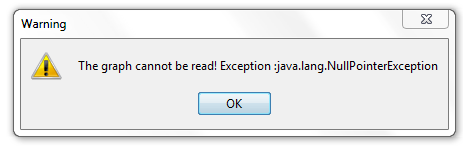 Warning
The graph cannot be read! Exception :java.lang.NullPointerException
OK